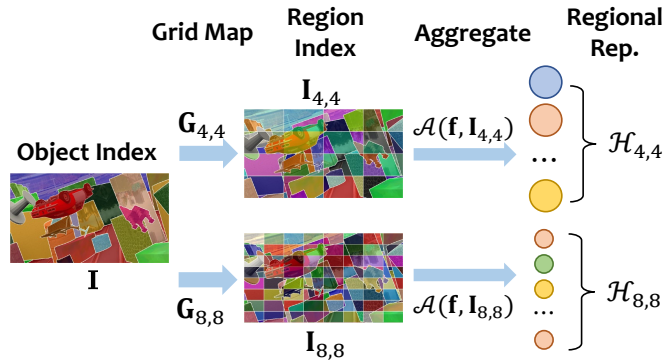 Grid Map
Region Index
Aggregate
Regional Rep.
Object Index
I
G4,4
I4,4
𝒜(f, I4,4)
...
ℋ4,4
G8,8
I8,8
𝒜(f, I8,8)
...
ℋ8,8